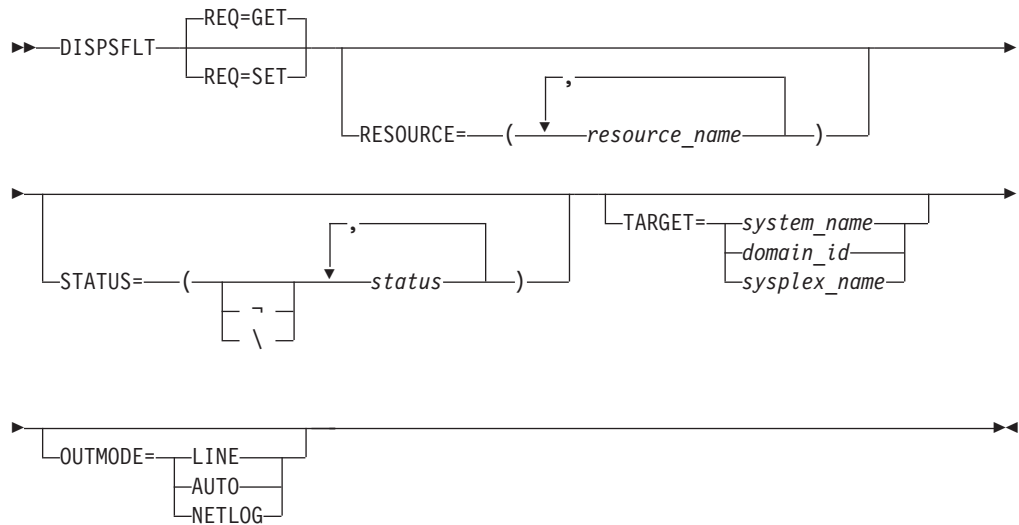 REQ=GET
DISPSFLT
REQ=SET
,
RESOURCE= ( resource_name )
TARGET= system_name
,
domain_id
STATUS= ( status )
sysplex_name
¬
\
OUTMODE= LINE
AUTO
NETLOG